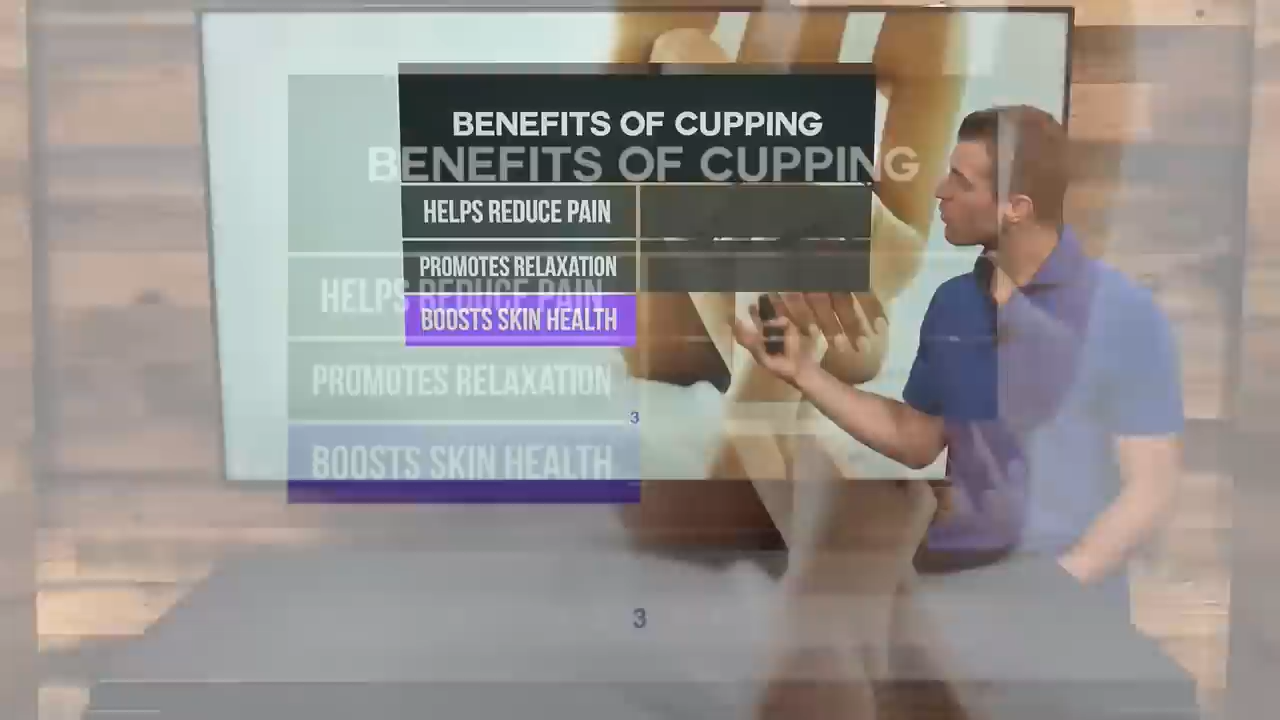 BENEFITS OF CUPPING
BENEFITS OF CUPPING
HELPS REDUCE PAIN
PROMOTES RELAXATION
HELPS REDUCE PAIN
BOOSTS SKIN HEALTH
PROMOTES RELAXATION
3
BOOSTS SKIN HEALTH
3